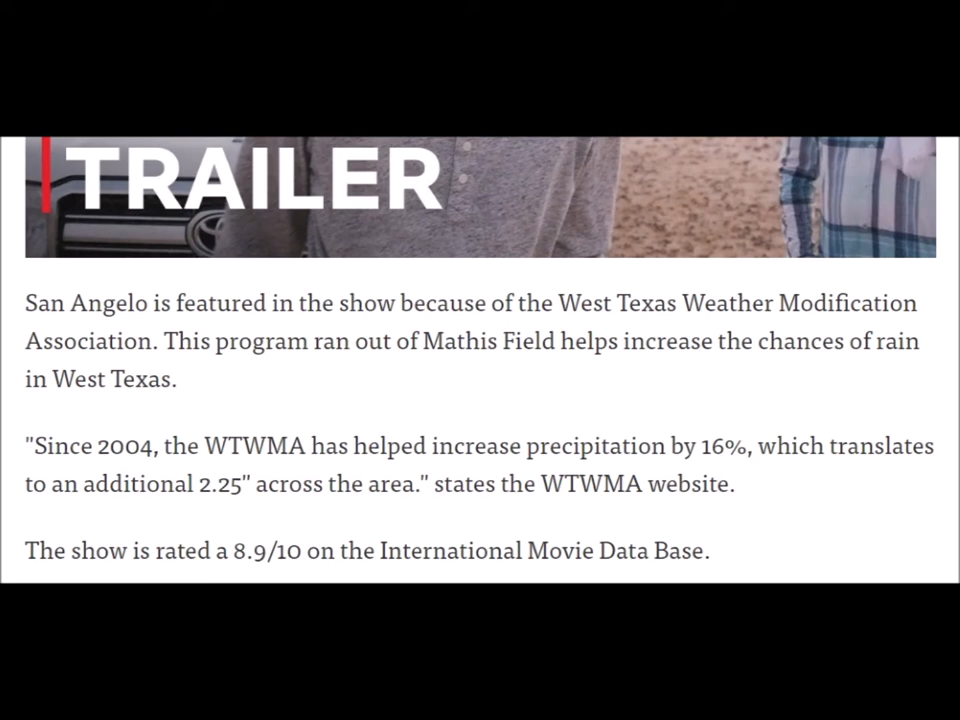 TRAILER
San Angelo is featured in the show because of the West Texas Weather Modification
Association. This program ran out of Mathis Field helps increase the chances of rain
in West Texas.
"Since 2004, the WTWMA has helped increase precipitation by 16%, which translates
to an additional 2.25" across the area." states the WTWMA website.
The show is rated a 8.9/10 on the International Movie Data Base.